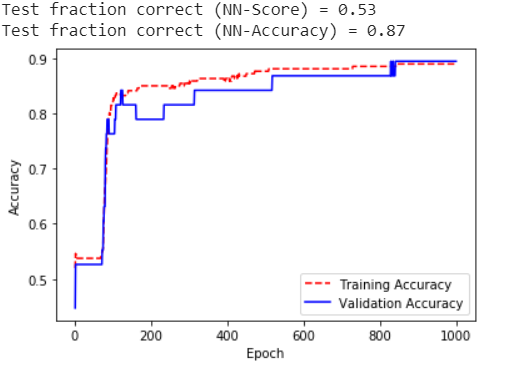 Test fraction correct (NN-Score) = 0.53
Test fraction correct (NN-Accuracy) = 0.87
0.9
0.8
0.7
0.6
0.5
Accuracy
Training Accuracy
Validation Accuracy
0 200 400 600 800 1000
Epoch